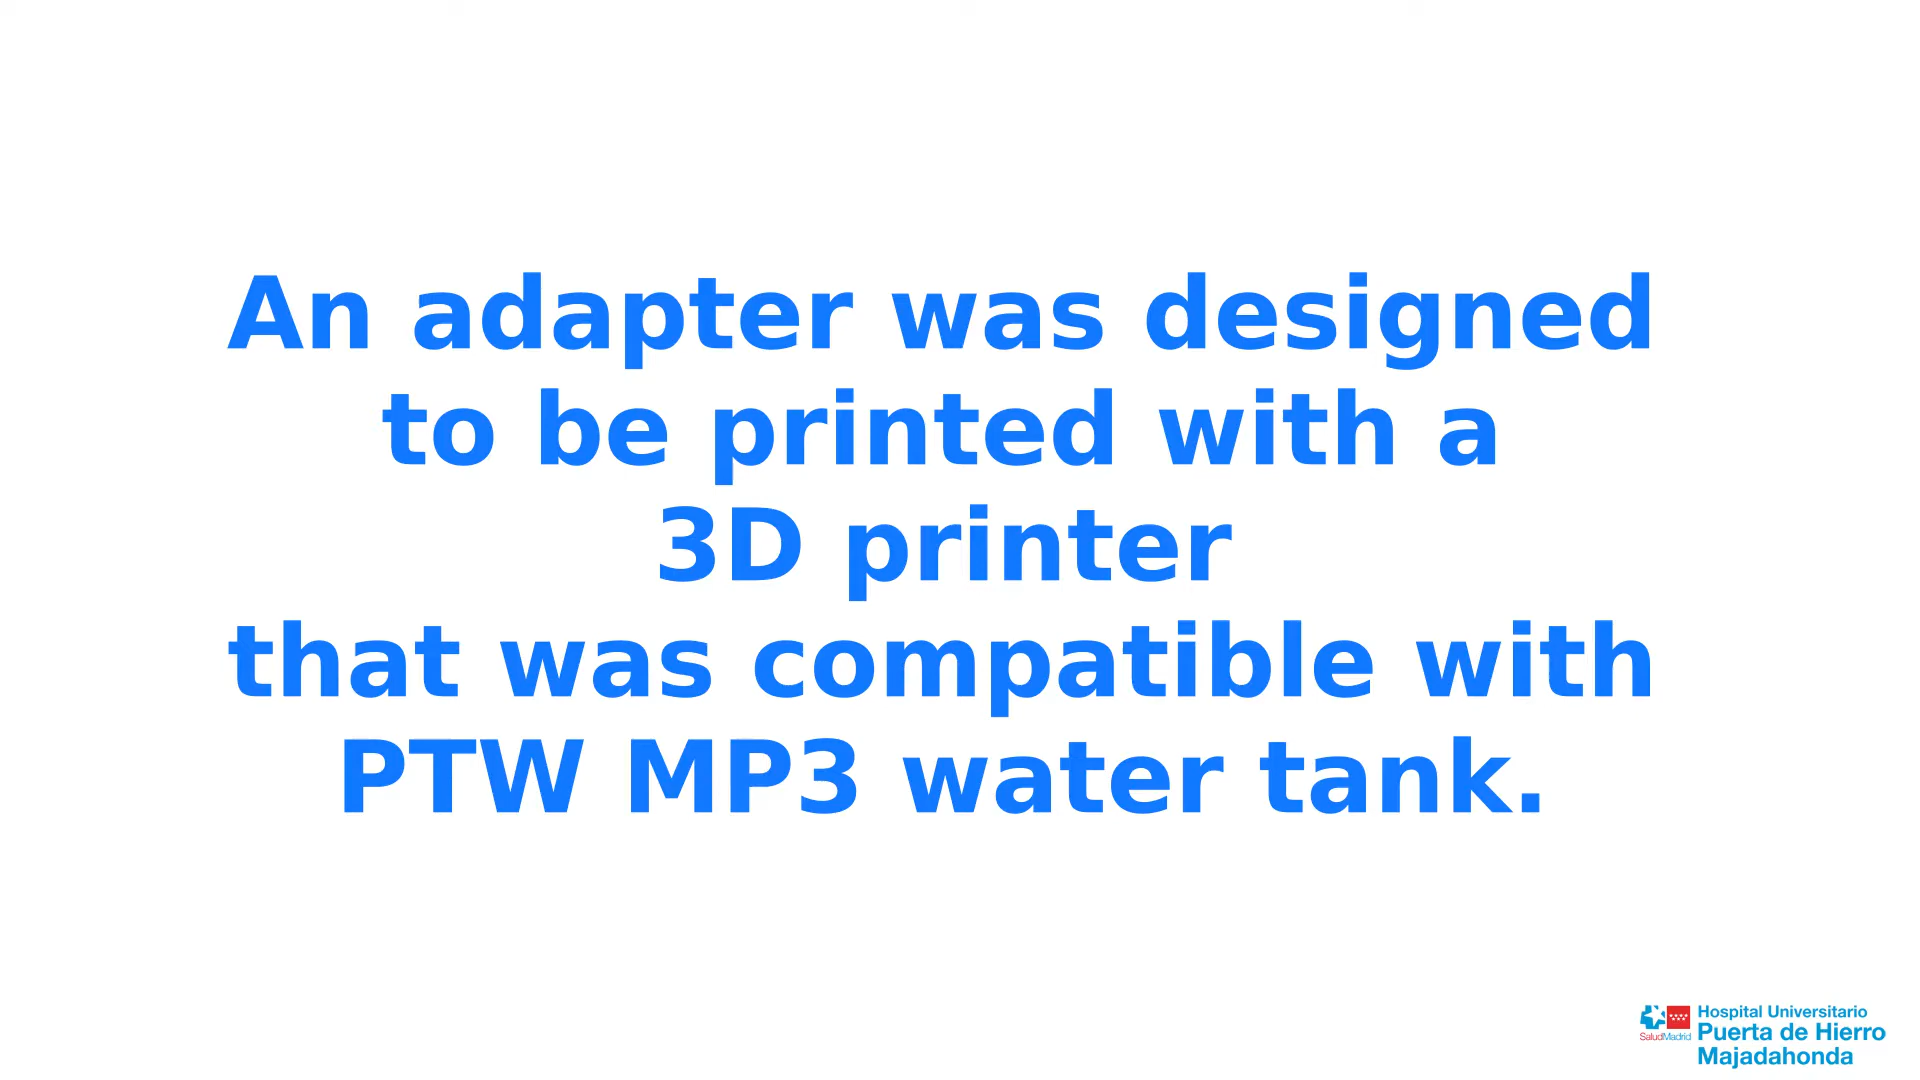 An adapter was designed
to be printed with a
3D printer
that was compatible with
PTW MP3 water tank.
SaludMadrid
Hospital Universitario
Puerta de Hierro
Majadahonda